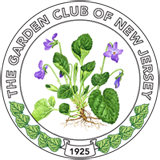 THE GARDEN CLUB OF NEW JERSEY
1925